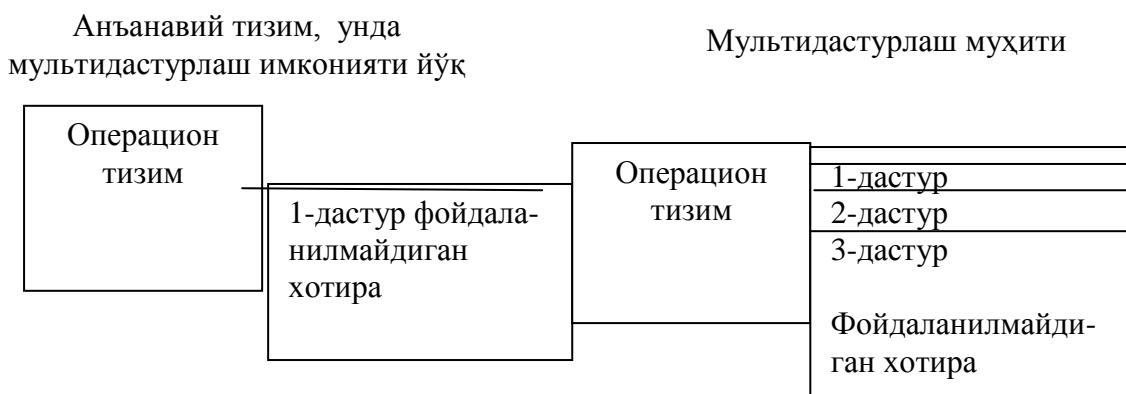 Анъанавий тизим, унда
мультидастурлаш имконияти йўқ
Мультидастурлаш муҳити
Операцион
тизим
1-дастур фойдала-
нилмайдиган
хотира
Операцион
тизим
1-дастур
2-дастур
3-дастур
Фойдаланилмайди-
ган хотира